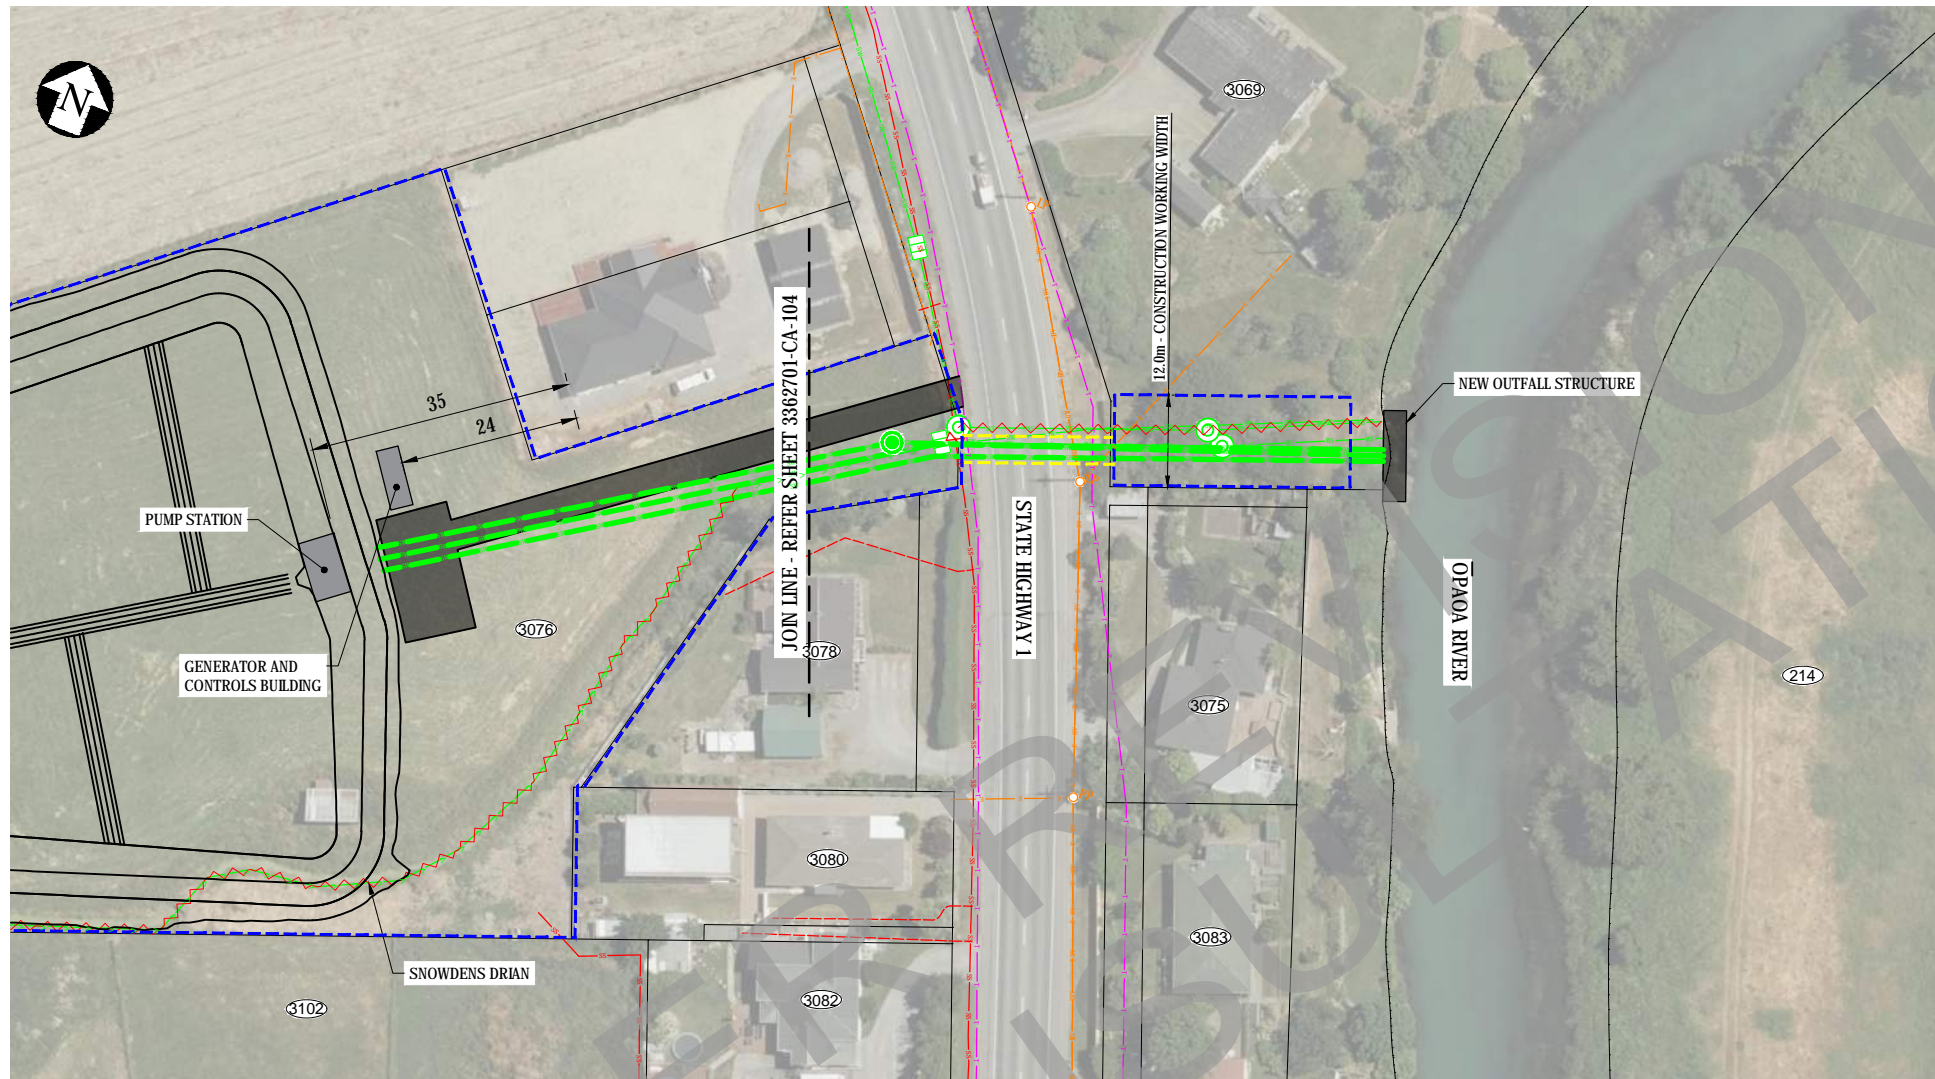 N
3069
12.0m - CONSTRUCTION WORKING WIDTH
JOIN LINE - REFER SHEET 3362701-CA-104
35
24
NEW OUTFALL STRUCTURE
PUMP STATION
STATE HIGHWAY 1
ŌPAOA RIVER
3076
GENERATOR AND
CONTROLS BUILDING
3078
214
3075
3080
3083
SNOWDENS DRIAN
3082
3102